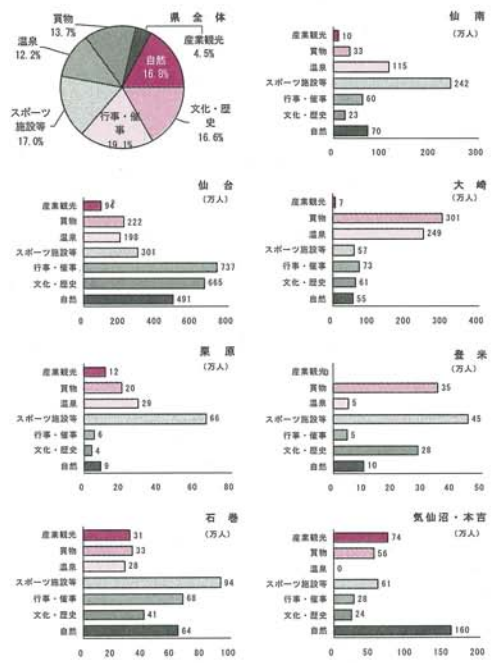 県全体
買物
13.7%
産業観光
4.5%
温泉
12.2%
自然
16.8%
スポーツ
施設等
17.0%
行事・催
事
19.1%
文化・歴
史
16.6%
仙南
(万人)
産業観光 10
買物 33
温泉 115
スポーツ施設等 242
行事・催事 60
文化・歴史 23
自然 70
0 100 200 300
仙台
(万人)
産業観光
買物 222
温泉 198
スポーツ施設等 301
行事・催事 737
文化・歴史 665
自然 491
0 200 400 600 800
大崎
(万人)
産業観光 7
買物 301
温泉 249
スポーツ施設等
行事・催事 73
文化・歴史 61
自然 55
0 100 200 300 400
栗原
(万人)
産業観光 12
買物 20
温泉 29
スポーツ施設等 66
行事・催事 6
文化・歴史 4
自然 9
0 20 40 60 80
登米
(万人)
産業観光0
買物 35
温泉 5
スポーツ施設等 45
行事・催事 5
文化・歴史 28
自然 10
0 10 20 30 40 50
石巻
(万人)
産業観光 31
買物 33
温泉 28
スポーツ施設等 94
行事・催事 68
文化・歴史 41
自然 64
0 20 40 60 80 100
気仙沼・本吉
(万人)
産業観光 74
買物 56
温泉 0
スポーツ施設等 61
行事・催事 28
文化・歴史 24
自然 160
0 50 100 150 200